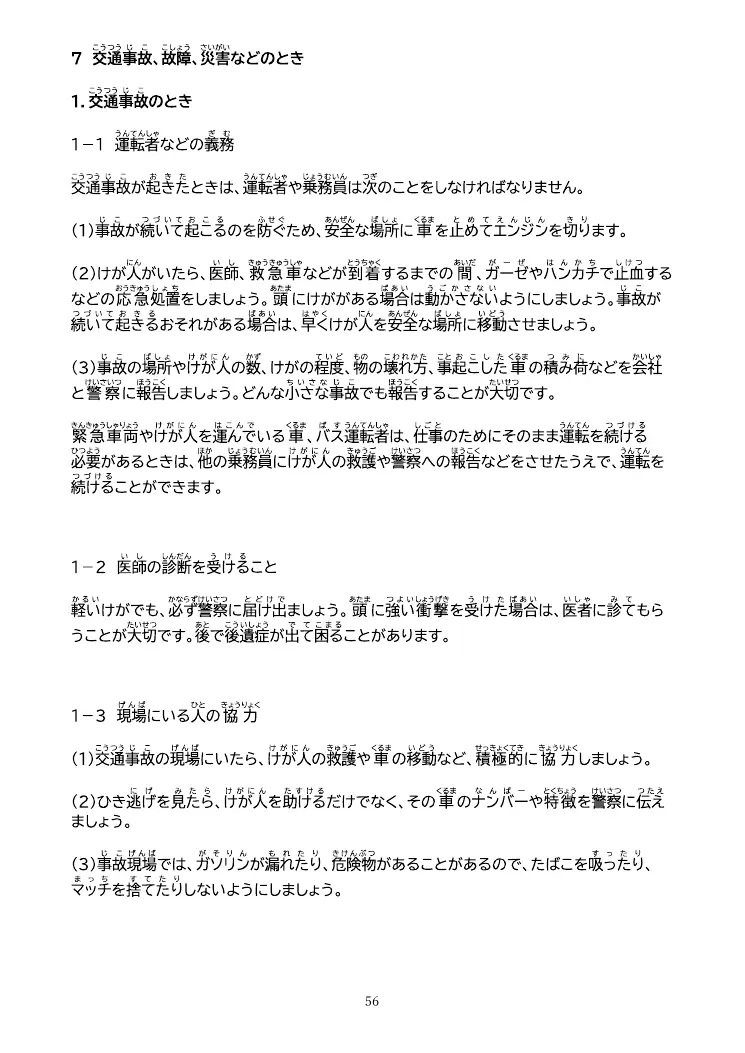 7 交通事故、故障、災害などのとき
1．交通事故のとき
1－1 運転者などの義務
交通事故が起きたときは、運転者や乗務員は次のことをしなければなりません。
(1)事故が続いて起こるのを防ぐため、安全な場所に車を止めてエンジンを切ります。
(2)けが人がいたら、医師、救急車などが到着するまでの間、ガーゼやハンカチで止血する
などの応急処置をしましょう。頭にけががある場合は動かさないようにしましょう。事故が
続いて起きるおそれがある場合は、早くけが人を安全な場所に移動させましょう。
(3)事故の場所やけが人の数、けがの程度、物の壊れ方、事起こした車の積み荷などを会社
と警察に報告しましょう。どんな小さな事故でも報告することが大切です。
緊急車両やけが人を運んでいる車、バス運転者は、仕事のためにそのまま運転を続ける
必要があるときは、他の乗務員にけが人の救護や警察への報告などをさせたうえで、運転を
続けることができます。
1－2 医師の診断を受けること
軽いけがでも、必ず警察に届け出ましょう。頭に強い衝撃を受けた場合は、医者に診てもら
うことが大切です。後で後遺症が出て困ることがあります。
1－3 現場にいる人の協力
(1)交通事故の現場にいたら、けが人の救護や車の移動など、積極的に協力しましょう。
(2)ひき逃げを見たら、けが人を助けるだけでなく、その車のナンバーや特徴を警察に伝え
ましょう。
(3)事故現場では、ガソリンが漏れたり、危険物があることがあるので、たばこを吸ったり、
マッチを捨てたりしないようにしましょう。
56